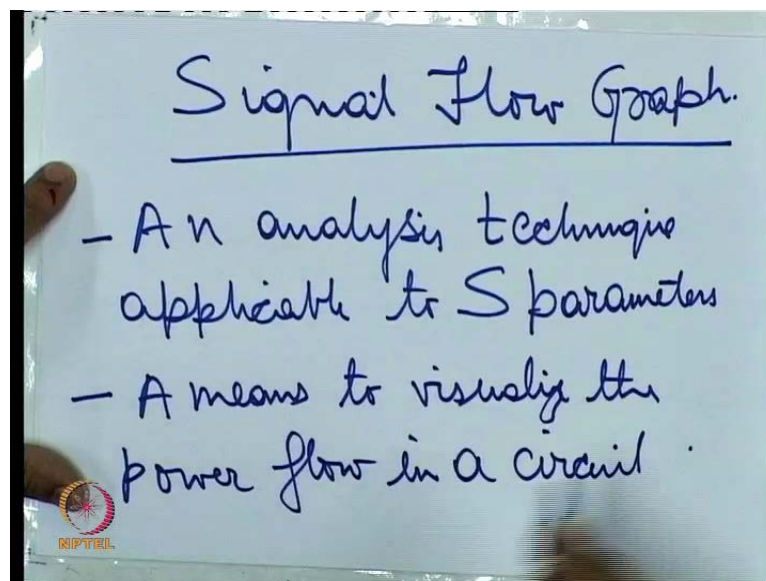 Signal Flow Graph.
- An analysis technique
applicable to S parameters
- A means to visualize the
power flow in a circuit
NPTEL